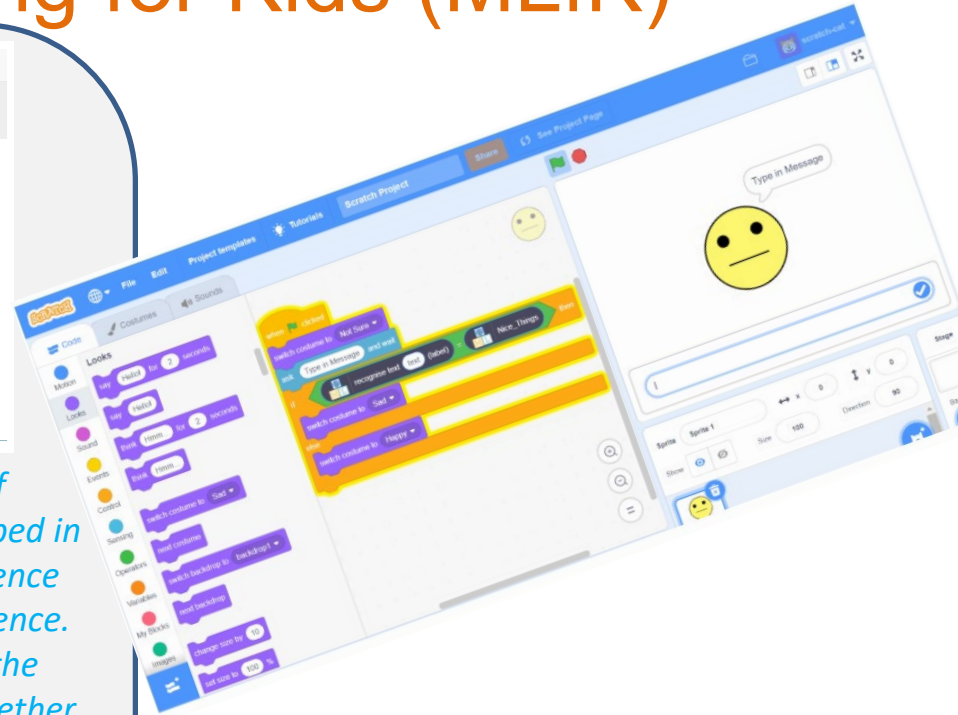 ng for Kids (MLfK)
SCRATCH File Edit Project templates Tutorials Scratch Project Share See Project Page scratch-cat
Code Costumes Sounds
Motion
Looks
Sound
Events
Control
Sensing
Operators
Variables
My Blocks
Images
Looks
say Hello! for 2 seconds
say Hello!
think Hmm... for 2 seconds
think Hmm...
switch costume to Sad
next costume
switch backdrop to backdrop1
next backdrop
change size by 10
set size to 100 %
when clicked
switch costume to Not Sure
ask Type in Message and wait
if recognise text text (label) = Nice_Things then
switch costume to Sad
else
switch costume to Happy
Type in Message
Sprite Sprite 1 x 0 y 0
Show Size 100 Direction 90
Stage
f
ped in
ence
ence.
he
ether